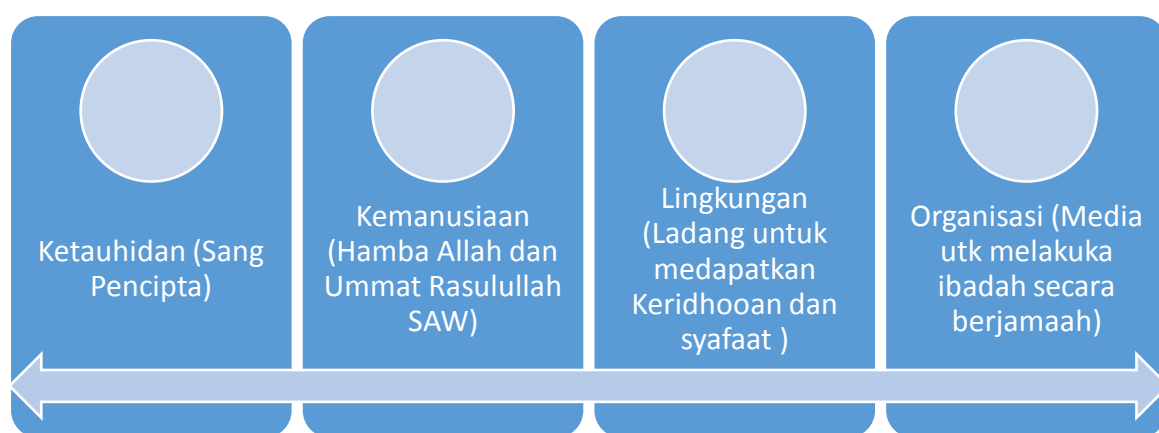 Ketauhidan (Sang
Pencipta)
Kemanusiaan
(Hamba Allah dan
Ummat Rasulullah
SAW)
Lingkungan
(Ladang untuk
medapatkan
Keridhooan dan
syafaat )
Organisasi (Media
utk melakuka
ibadah secara
berjamaah)